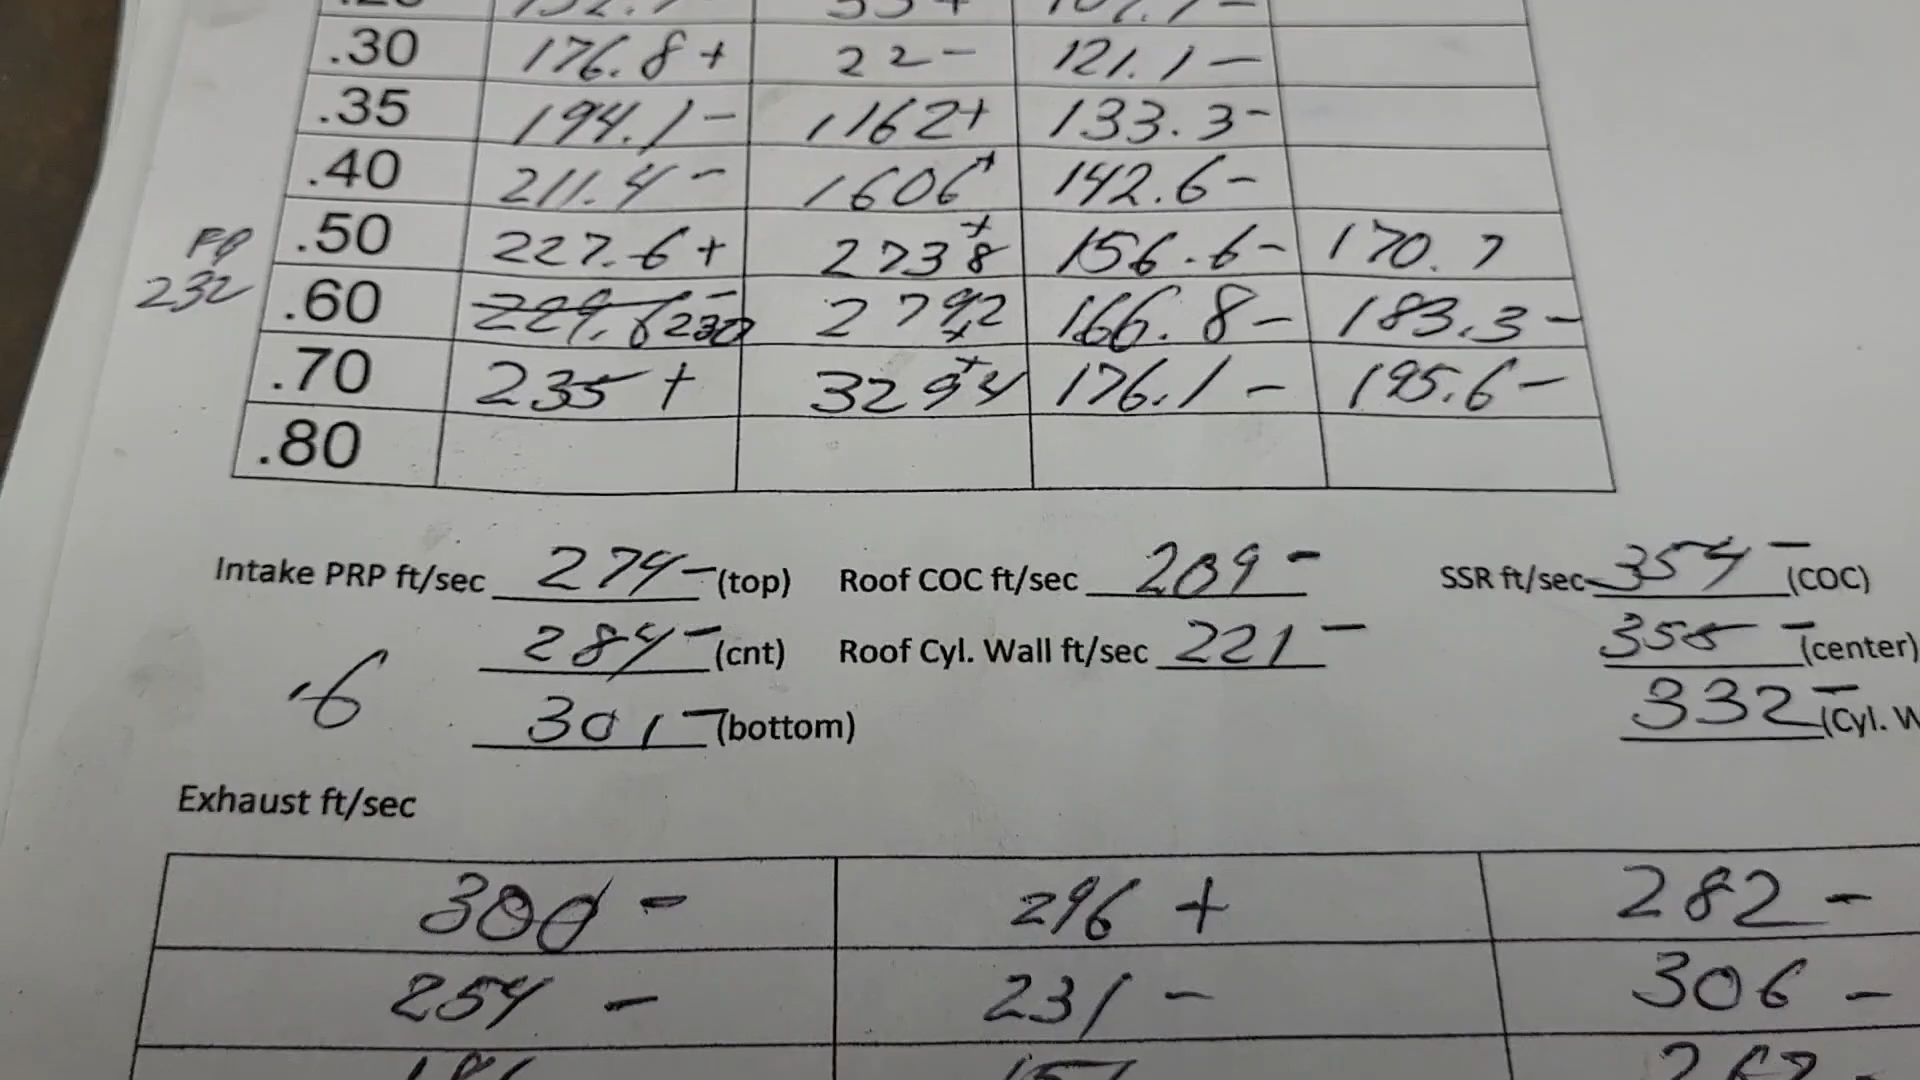 .30 176.8+ 22- 121.1-
.35 194.1- 1162+ 133.3-
.40 211.4- 1606+ 142.6-
.50 227.6+ 2738+ 156.6- 170.7
232 .60 230- 2792+ 166.8- 183.3-
.70 235+ 3294+ 176.1- 195.6-
.80
Intake PRP ft/sec 274- (top) Roof COC ft/sec 209- SSR ft/sec 354- (COC)
284- (cnt) Roof Cyl. Wall ft/sec 221- 355- (center)
.6 301- (bottom) 332- (Cyl. W
Exhaust ft/sec
300- 296+ 282-
254- 231- 306-